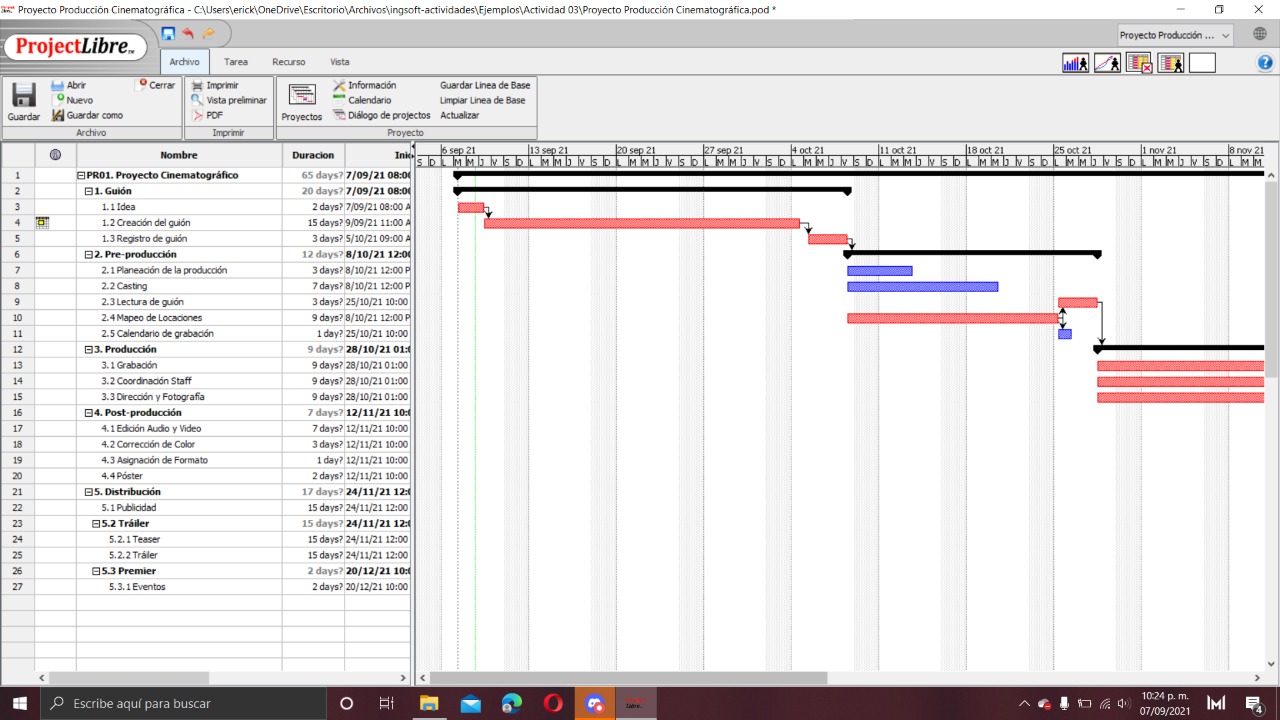 Proyecto Producción Cinematográfica - C:\Users\erick\OneDrive\Escritorio\Archivos\ingsoft-actividades\Ejemplos\Actividad 03\Proyecto Producción Cinematográfica.pod *
ProjectLibre™
Proyecto Producción ...
Archivo Tarea Recurso Vista
Abrir Cerrar Imprimir Información Guardar Linea de Base
Nuevo Vista preliminar Calendario Limpiar Linea de Base
Guardar Guardar como PDF Proyectos Diálogo de projectos Actualizar
Archivo Imprimir Proyecto
Nombre Duracion Inic
6 sep 21 13 sep 21 20 sep 21 27 sep 21 4 oct 21 11 oct 21 18 oct 21 25 oct 21 1 nov 21 8 nov 21
S D L M M J V S D L M M J V S D L M M J V S D L M M J V S D L M M J V S D L M M J V S D L M M J V S D L M M J V S D L M M J V S D L M M
1 PR01. Proyecto Cinematográfico 65 days? 7/09/21 08:00
2 1. Guión 20 days? 7/09/21 08:00
3 1.1 Idea 2 days? 7/09/21 08:00 A
4 1.2 Creación del guión 15 days? 9/09/21 11:00 A
5 1.3 Registro de guión 3 days? 5/10/21 09:00 A
6 2. Pre-producción 12 days? 8/10/21 12:0
7 2.1 Planeación de la producción 3 days? 8/10/21 12:00 P
8 2.2 Casting 7 days? 8/10/21 12:00 P
9 2.3 Lectura de guión 3 days? 25/10/21 10:00
10 2.4 Mapeo de Locaciones 9 days? 8/10/21 12:00 P
11 2.5 Calendario de grabación 1 day? 25/10/21 10:00
12 3. Producción 9 days? 28/10/21 01:
13 3.1 Grabación 9 days? 28/10/21 01:00
14 3.2 Coordinación Staff 9 days? 28/10/21 01:00
15 3.3 Dirección y Fotografía 9 days? 28/10/21 01:00
16 4. Post-producción 7 days? 12/11/21 10:
17 4.1 Edición Audio y Video 7 days? 12/11/21 10:00
18 4.2 Corrección de Color 3 days? 12/11/21 10:00
19 4.3 Asignación de Formato 1 day? 12/11/21 10:00
20 4.4 Póster 2 days? 12/11/21 10:00
21 5. Distribución 17 days? 24/11/21 12:
22 5.1 Publicidad 15 days? 24/11/21 12:00
23 5.2 Tráiler 15 days? 24/11/21 12:
24 5.2.1 Teaser 15 days? 24/11/21 12:00
25 5.2.2 Tráiler 15 days? 24/11/21 12:00
26 5.3 Premier 2 days? 20/12/21 10:
27 5.3.1 Eventos 2 days? 20/12/21 10:00
Escribe aquí para buscar
10:24 p. m.
07/09/2021
4